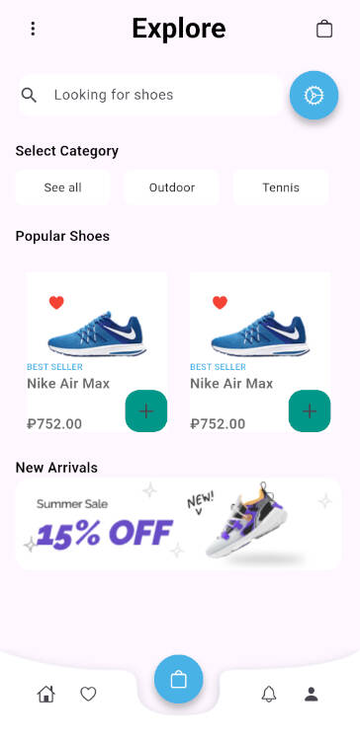 Explore
Looking for shoes
Select Category
See all
Outdoor
Tennis
Popular Shoes
BEST SELLER
Nike Air Max
₽752.00
BEST SELLER
Nike Air Max
₽752.00
New Arrivals
Summer Sale
15% OFF
NEW!